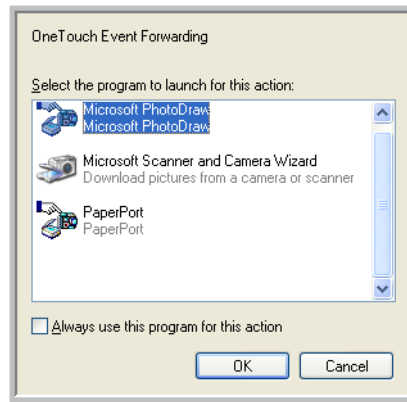 OneTouch Event Forwarding
Select the program to launch for this action:
Microsoft PhotoDraw
Microsoft PhotoDraw
Microsoft Scanner and Camera Wizard
Download pictures from a camera or scanner
PaperPort
PaperPort
Always use this program for this action
OK Cancel